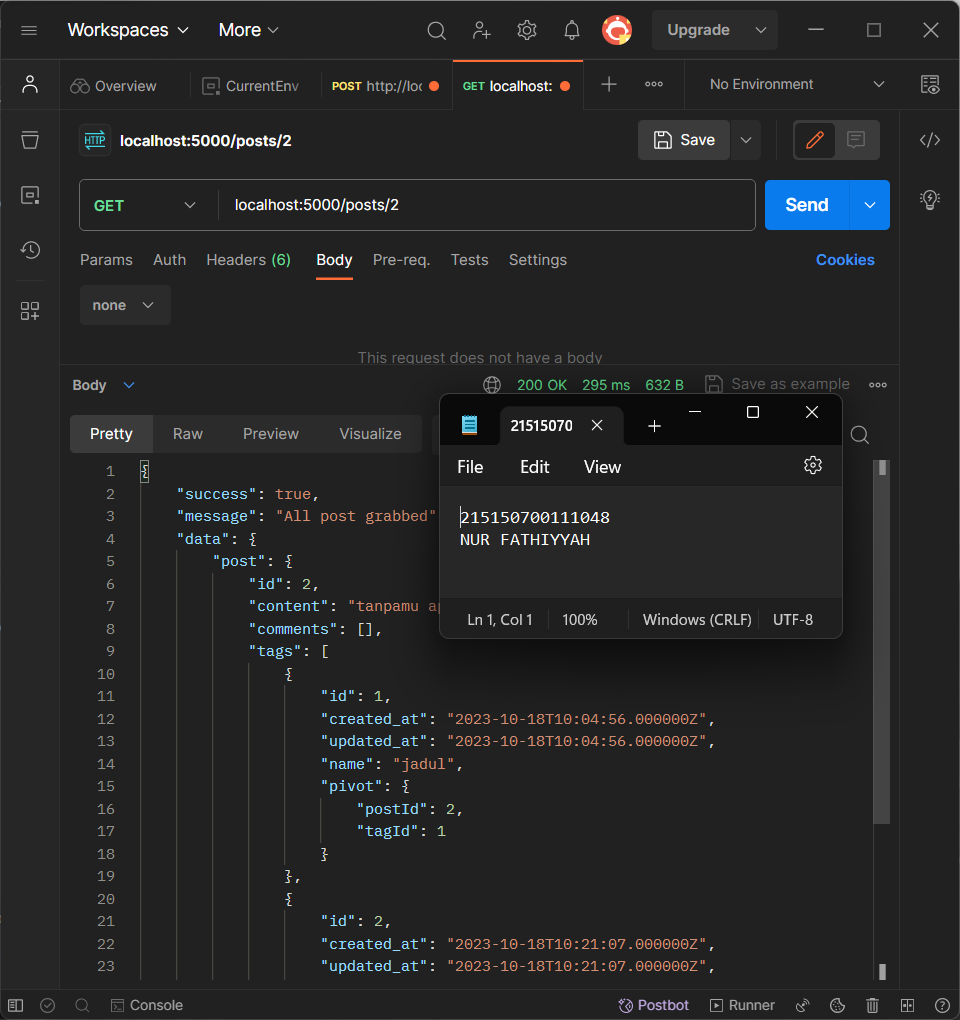 Workspaces More Upgrade
Overview CurrentEnv POST http://loc GET localhost: No Environment
HTTP localhost:5000/posts/2 Save
GET localhost:5000/posts/2 Send
Params Auth Headers (6) Body Pre-req. Tests Settings Cookies
none
This request does not have a body
Body 200 OK 295 ms 632 B Save as example
Pretty Raw Preview Visualize
21515070
File Edit View
215150700111048
NUR FATHIYYAH
Ln 1, Col 1 100% Windows (CRLF) UTF-8
1 {
2 "success": true,
3 "message": "All post grabbed"
4 "data": {
5 "post": {
6 "id": 2,
7 "content": "tanpamu
8 "comments": [],
9 "tags": [
10 {
11 "id": 1,
12 "created_at": "2023-10-18T10:04:56.000000Z",
13 "updated_at": "2023-10-18T10:04:56.000000Z",
14 "name": "jadul",
15 "pivot": {
16 "postId": 2,
17 "tagId": 1
18 }
19 },
20 {
21 "id": 2,
22 "created_at": "2023-10-18T10:21:07.000000Z",
23 "updated_at": "2023-10-18T10:21:07.000000Z",
Console Postbot Runner